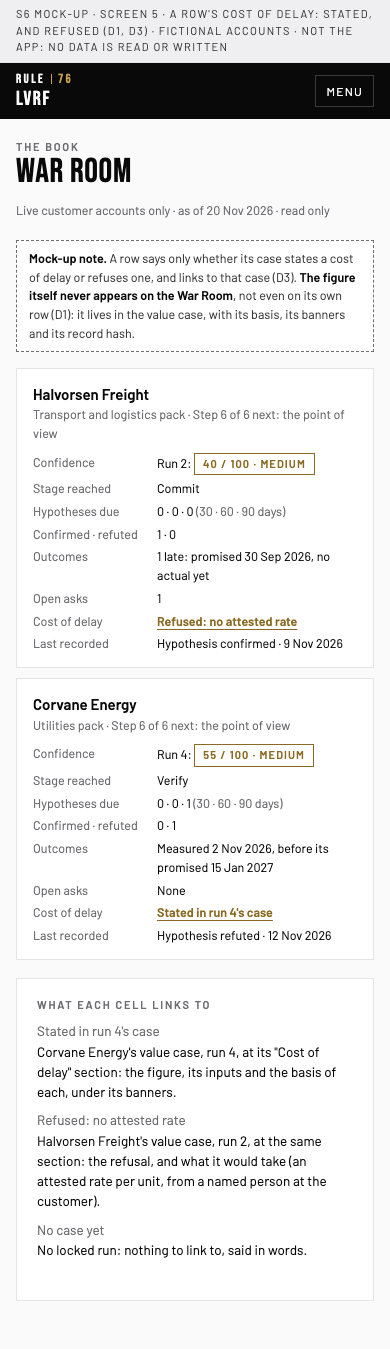 S6 MOCK-UP · SCREEN 5 · A ROW'S COST OF DELAY: STATED,
AND REFUSED (D1, D3) · FICTIONAL ACCOUNTS · NOT THE
APP: NO DATA IS READ OR WRITTEN
RULE | 76
LVRF
MENU
THE BOOK
WAR ROOM
Live customer accounts only · as of 20 Nov 2026 · read only
Mock-up note. A row says only whether its case states a cost
of delay or refuses one, and links to that case (D3). The figure
itself never appears on the War Room, not even on its own
row (D1): it lives in the value case, with its basis, its banners
and its record hash.
Halvorsen Freight
Transport and logistics pack · Step 6 of 6 next: the point of
view
Confidence Run 2: 40 / 100 · MEDIUM
Stage reached Commit
Hypotheses due 0 · 0 · 0 (30 · 60 · 90 days)
Confirmed · refuted 1 · 0
Outcomes 1 late: promised 30 Sep 2026, no
actual yet
Open asks 1
Cost of delay Refused: no attested rate
Last recorded Hypothesis confirmed · 9 Nov 2026
Corvane Energy
Utilities pack · Step 6 of 6 next: the point of view
Confidence Run 4: 55 / 100 · MEDIUM
Stage reached Verify
Hypotheses due 0 · 0 · 1 (30 · 60 · 90 days)
Confirmed · refuted 0 · 1
Outcomes Measured 2 Nov 2026, before its
promised 15 Jan 2027
Open asks None
Cost of delay Stated in run 4's case
Last recorded Hypothesis refuted · 12 Nov 2026
WHAT EACH CELL LINKS TO
Stated in run 4's case
Corvane Energy's value case, run 4, at its "Cost of
delay" section: the figure, its inputs and the basis of
each, under its banners.
Refused: no attested rate
Halvorsen Freight's value case, run 2, at the same
section: the refusal, and what it would take (an
attested rate per unit, from a named person at the
customer).
No case yet
No locked run: nothing to link to, said in words.